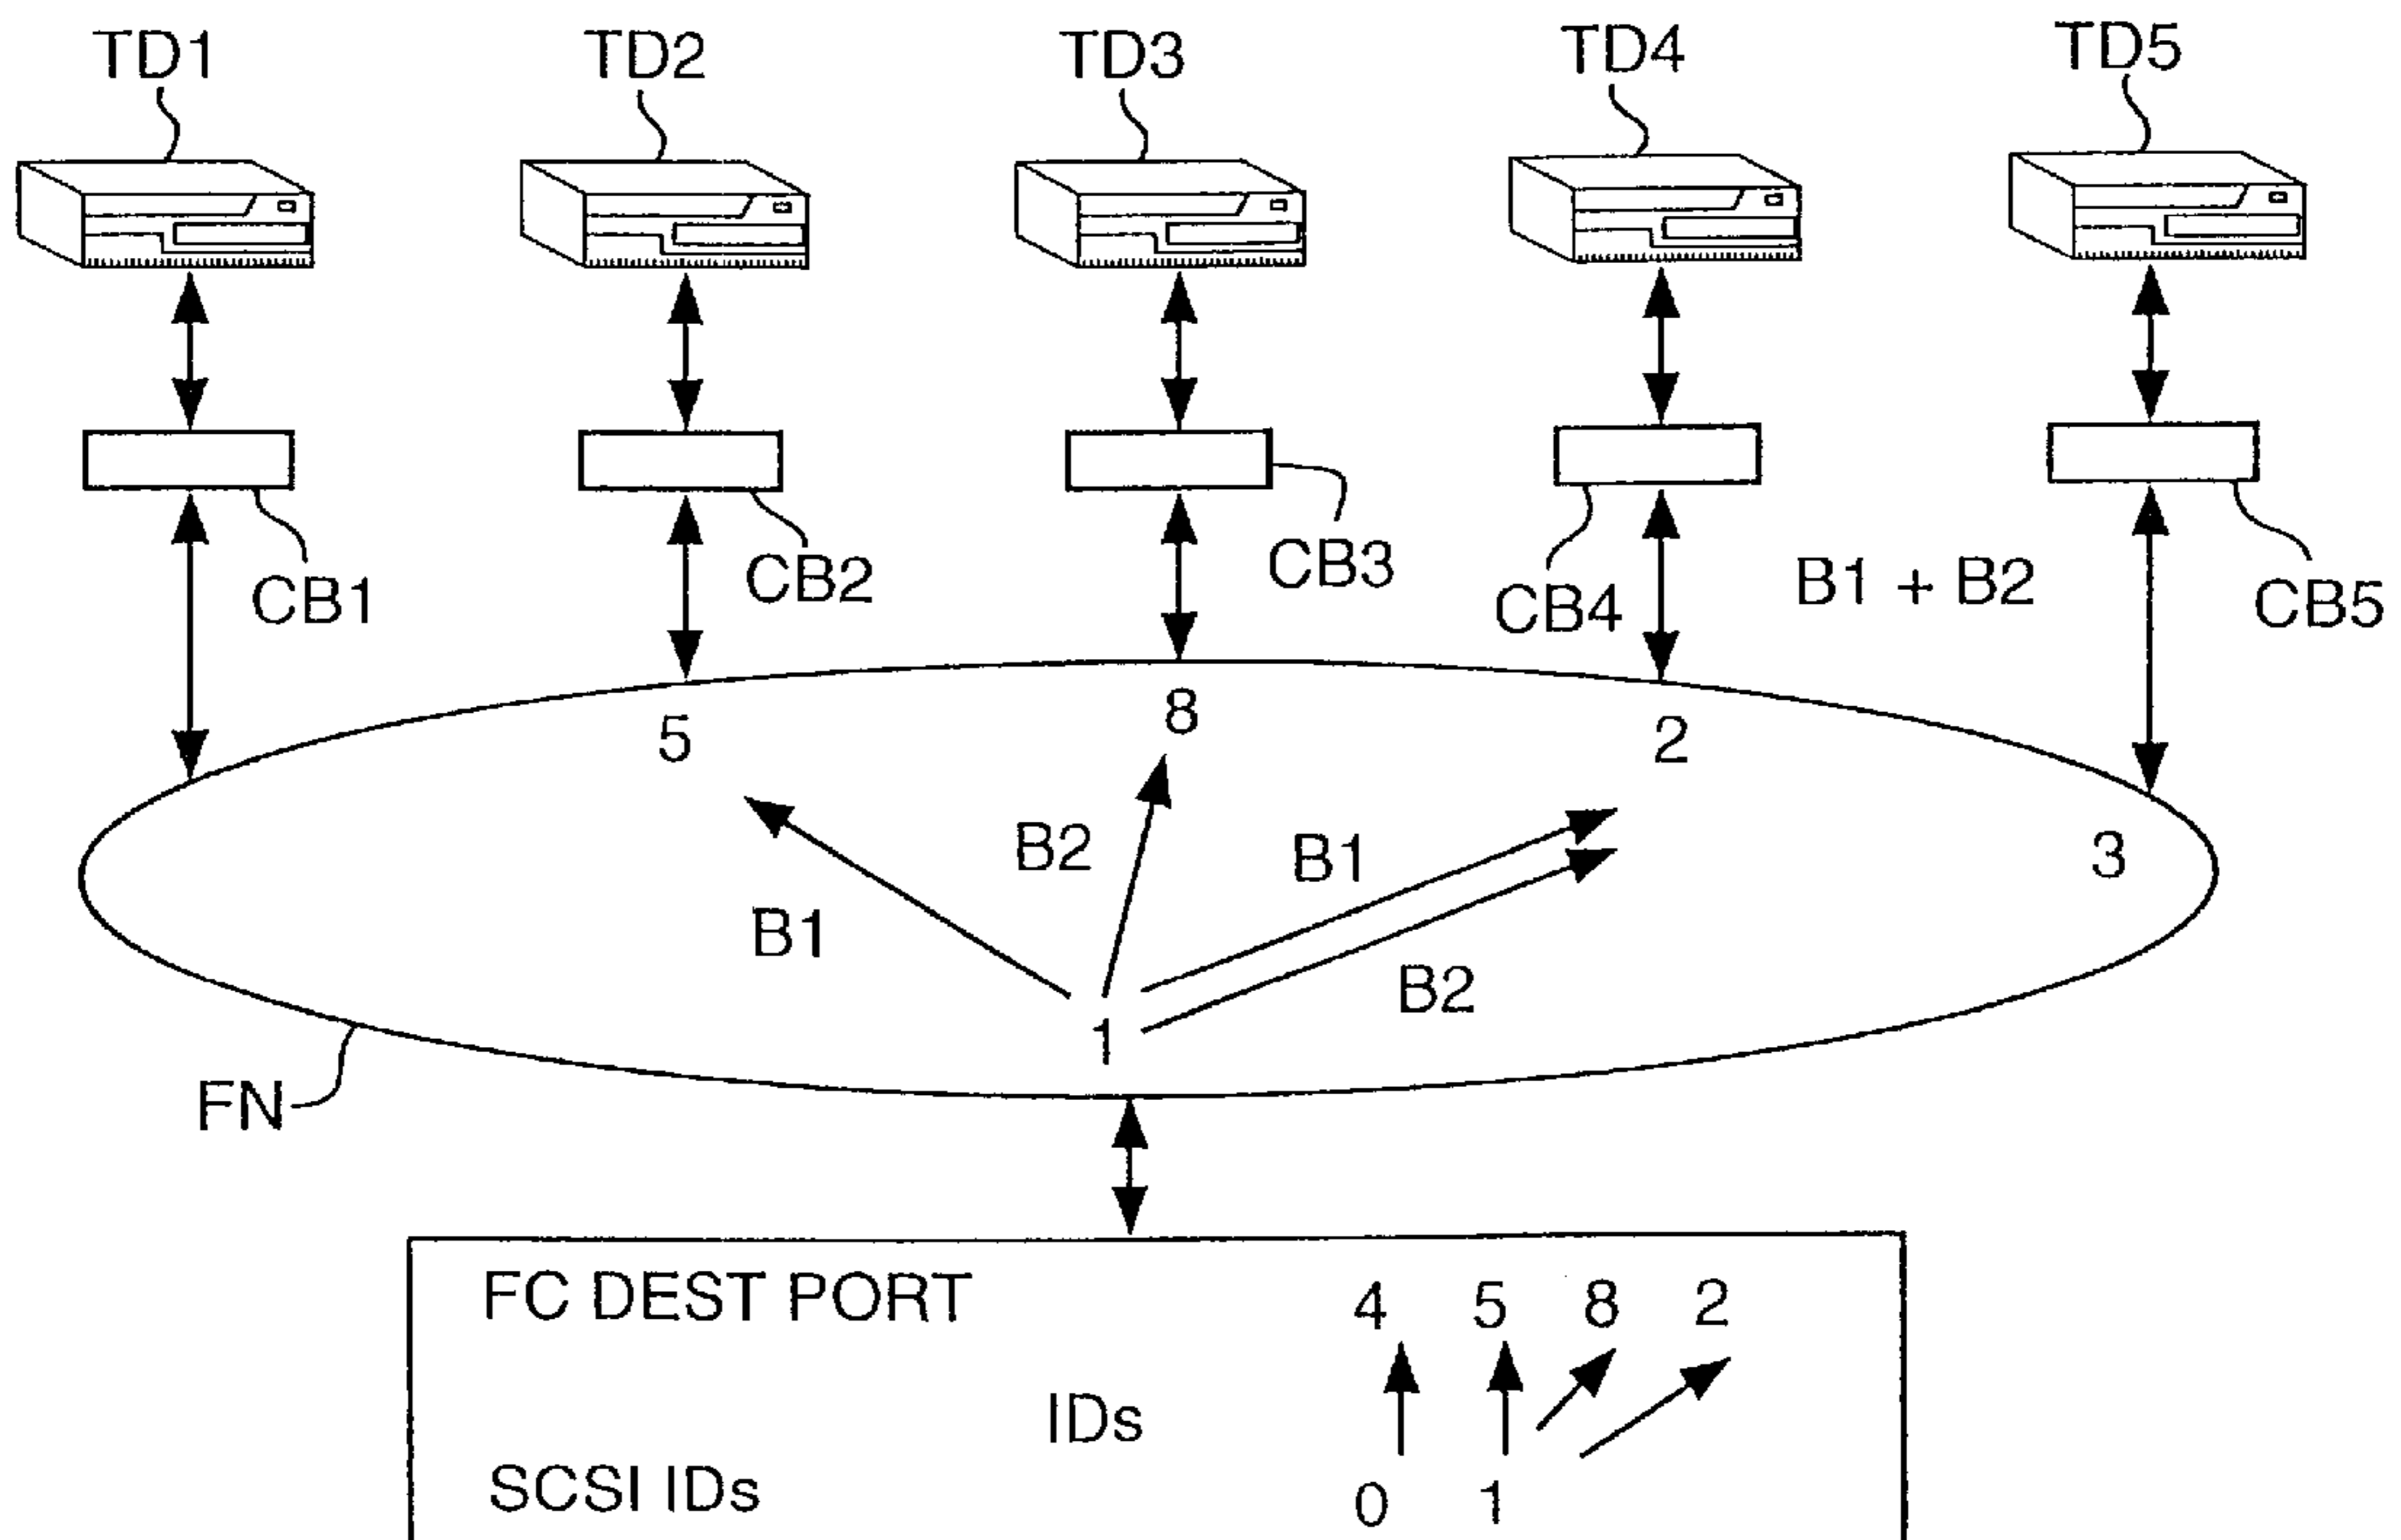 TD1 TD2 TD3 TD4 TD5
CB1 CB2 CB3 CB4 B1 + B2 CB5
5 8 2 3
B1 B2 B1 B2
1
FN
FC DEST PORT 4 5 8 2
IDs
SCSI IDs 0 1